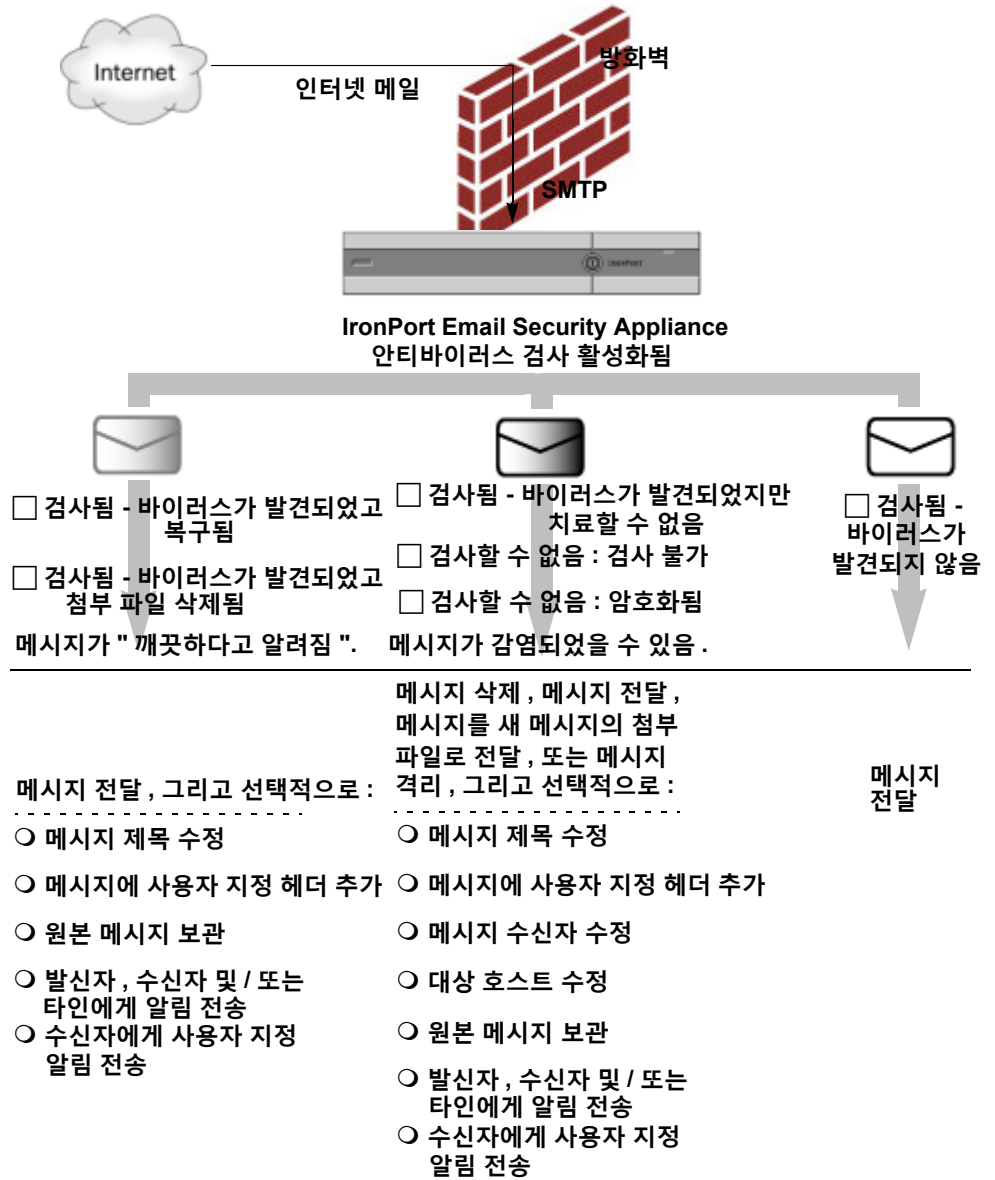 Internet
인터넷 메일
방화벽
SMTP
IRONPORT
IronPort Email Security Appliance
안티바이러스 검사 활성화됨
검사됨 - 바이러스가 발견되었고
복구됨
검사됨 - 바이러스가 발견되었고
첨부 파일 삭제됨
메시지가 " 깨끗하다고 알려짐 ".
검사됨 - 바이러스가 발견되었지만
치료할 수 없음
검사할 수 없음 : 검사 불가
검사할 수 없음 : 암호화됨
메시지가 감염되었을 수 있음 .
검사됨 -
바이러스가
발견되지 않음
메시지 전달 , 그리고 선택적으로 :
메시지 제목 수정
메시지에 사용자 지정 헤더 추가
원본 메시지 보관
발신자 , 수신자 및 / 또는
타인에게 알림 전송
수신자에게 사용자 지정
알림 전송
메시지 삭제 , 메시지 전달 ,
메시지를 새 메시지의 첨부
파일로 전달 , 또는 메시지
격리 , 그리고 선택적으로 :
메시지 제목 수정
메시지에 사용자 지정 헤더 추가
메시지 수신자 수정
대상 호스트 수정
원본 메시지 보관
발신자 , 수신자 및 / 또는
타인에게 알림 전송
수신자에게 사용자 지정
알림 전송
메시지
전달